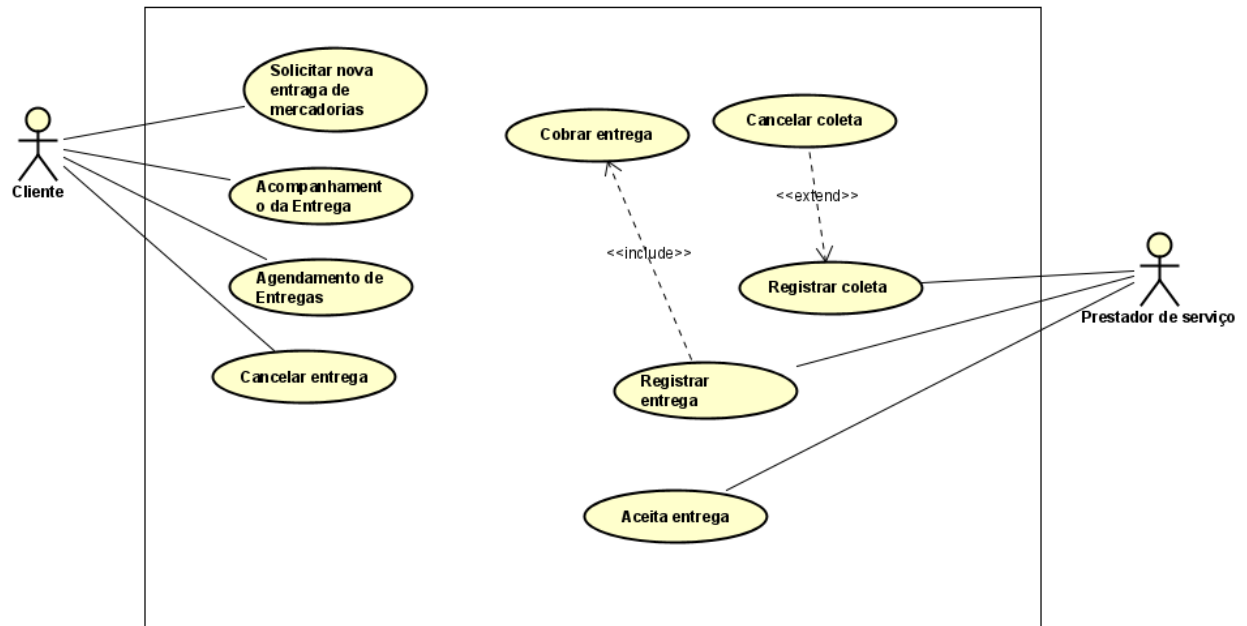 Solicitar nova
entraga de
mercadorias
Cliente
Acompanhament
o da Entrega
Agendamento de
Entregas
Cancelar entrega
Cobrar entrega
Cancelar coleta
<<extend>>
<<include>>
Registrar coleta
Prestador de serviço
Registrar
entrega
Aceita entrega